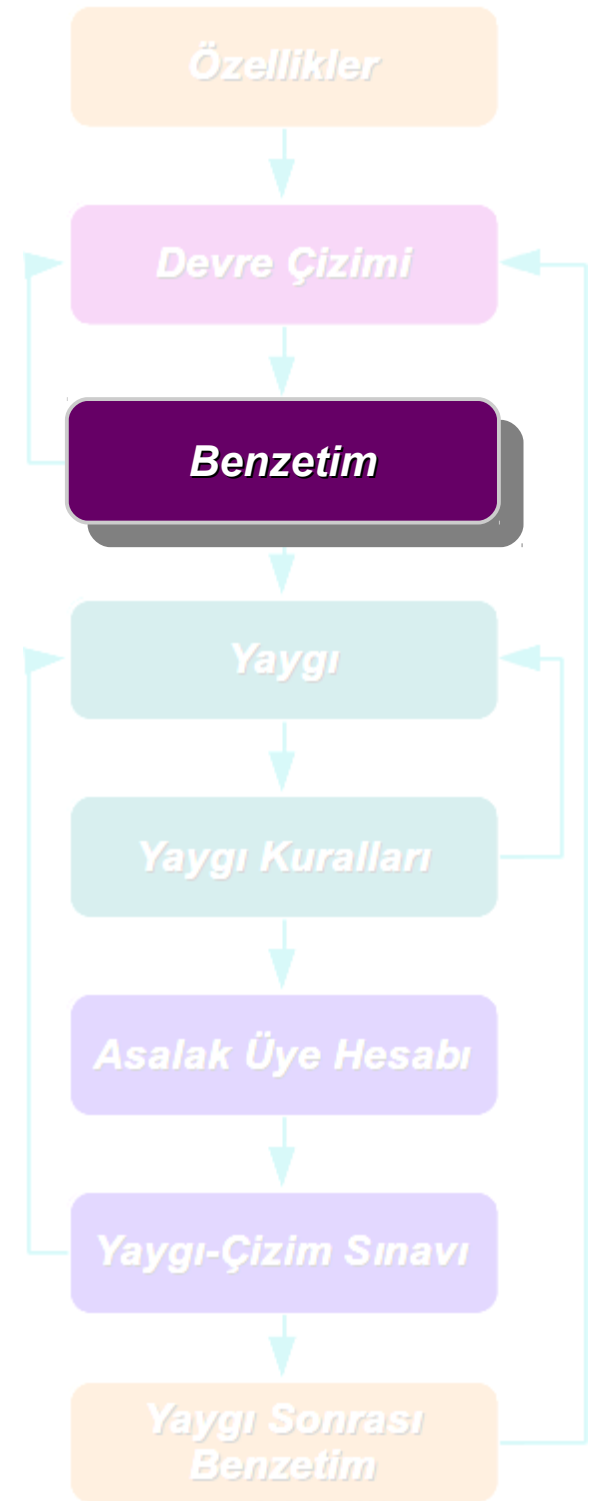 Özellikler
Devre Çizimi
Benzetim
Yaygı
Yaygı Kuralları
Asalak Üye Hesabı
Yaygı-Çizim Sınavı
Yaygı Sonrası
Benzetim